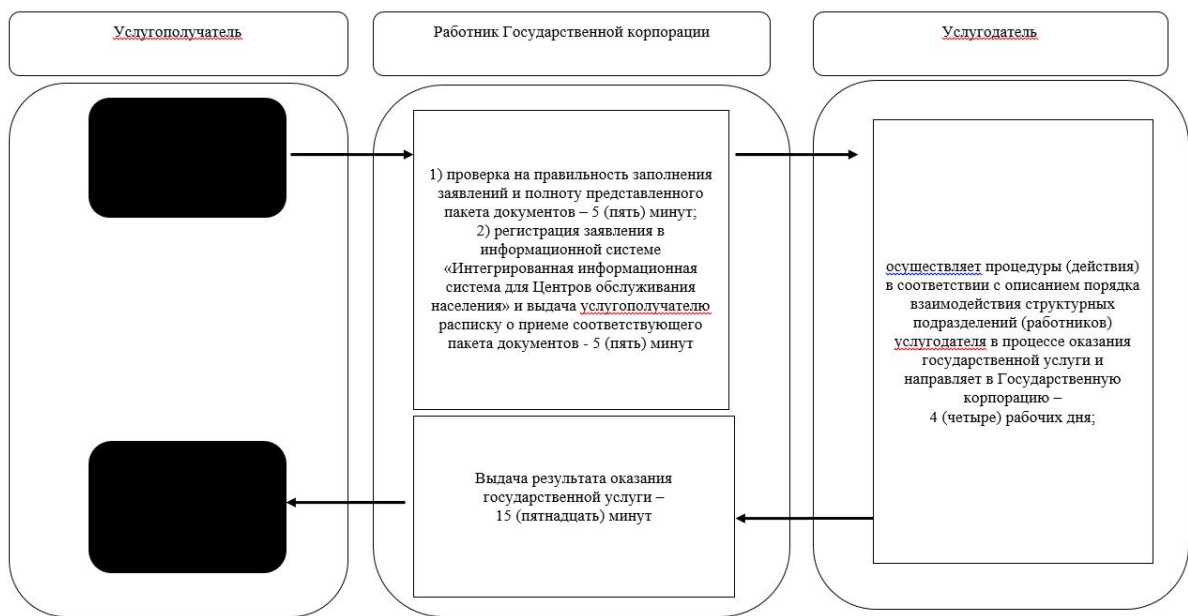 Услугополучатель
Работник Государственной корпорации
Услугодатель
1) проверка на правильность заполнения
заявлений и полноту представленного
пакета документов – 5 (пять) минут;
2) регистрация заявления в
информационной системе
«Интегрированная информационная
система для Центров обслуживания
населения» и выдача услугополучателю
расписку о приеме соответствующего
пакета документов - 5 (пять) минут
осуществляет процедуры (действия)
в соответствии с описанием порядка
взаимодействия структурных
подразделений (работников)
услугодателя в процессе оказания
государственной услуги и
направляет в Государственную
корпорацию –
4 (четыре) рабочих дня;
Выдача результата оказания
государственной услуги –
15 (пятнадцать) минут